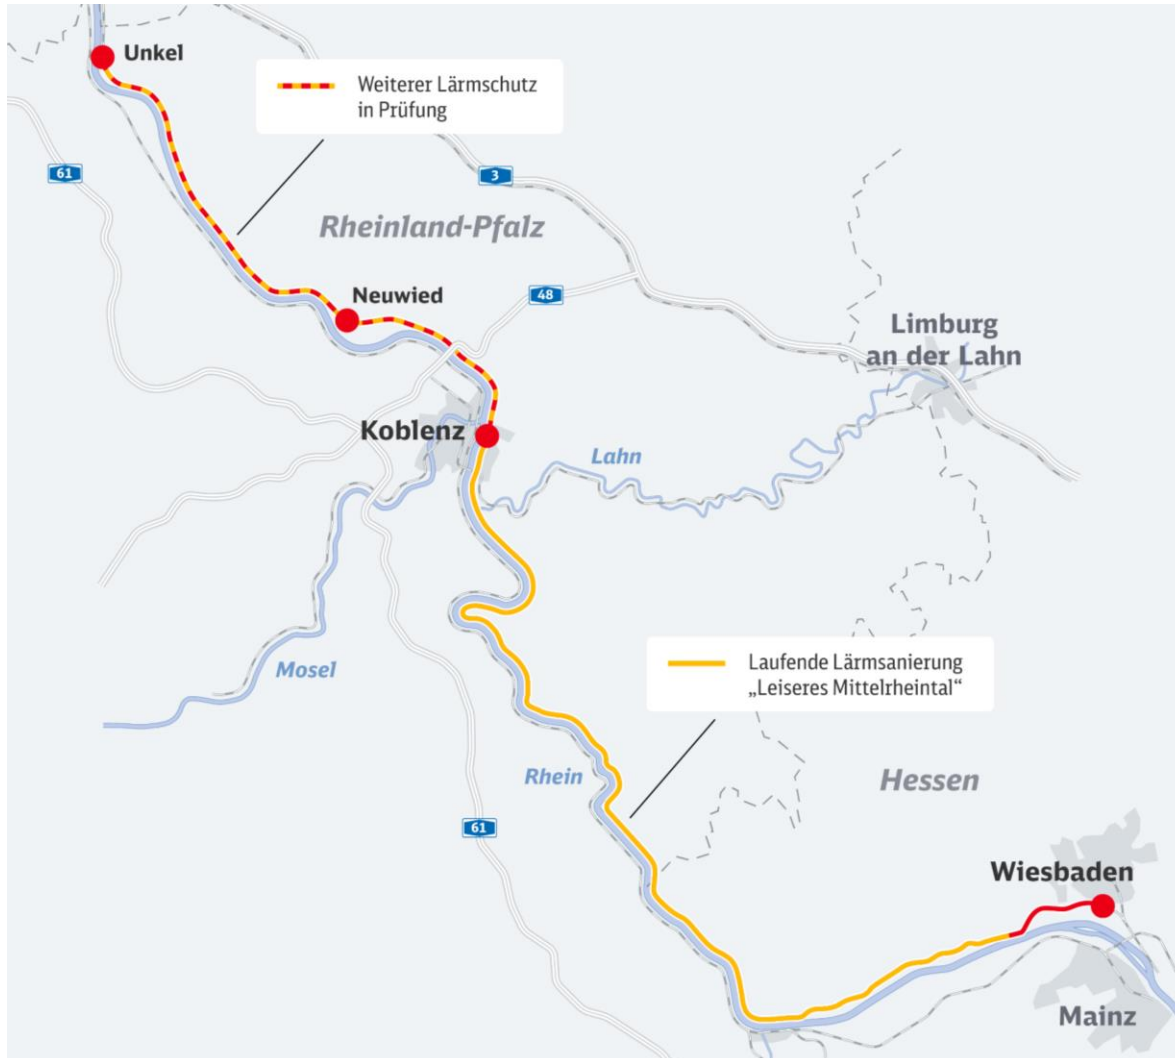 Unkel
Weiterer Lärmschutz
in Prüfung
61
3
Rheinland-Pfalz
48
Neuwied
Limburg
an der Lahn
Koblenz
Lahn
Mosel
Laufende Lärmsanierung
„Leiseres Mittelrheintal“
Rhein
Hessen
61
Wiesbaden
Mainz